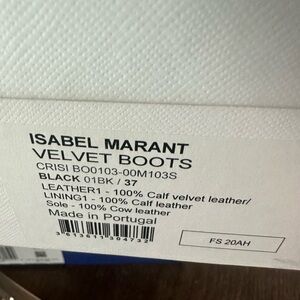 ISABEL MARANT
VELVET BOOTS
CRISI BO0103-00M103S
BLACK 01BK / 37
LEATHER1 - 100% Calf velvet leather/
LINING1 - 100% Calf leather
Sole - 100% Cow leather
Made in Portugal
FS 20AH